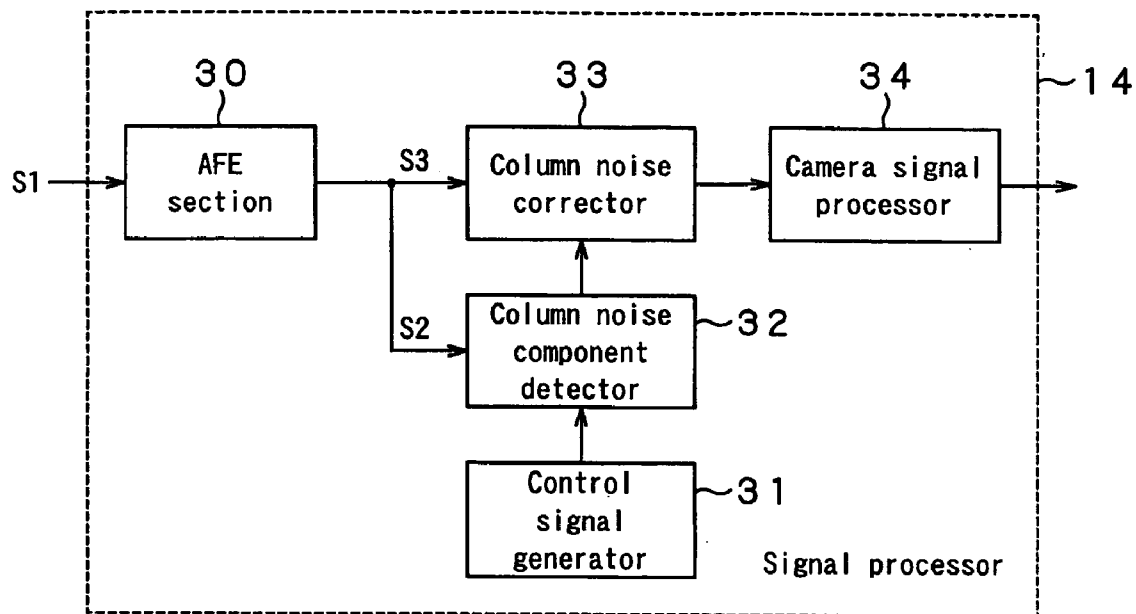 30
33
34
14
S1
AFE
section
S3
Column noise
corrector
Camera signal
processor
S2
Column noise
component
detector
32
Control
signal
generator
31
Signal processor